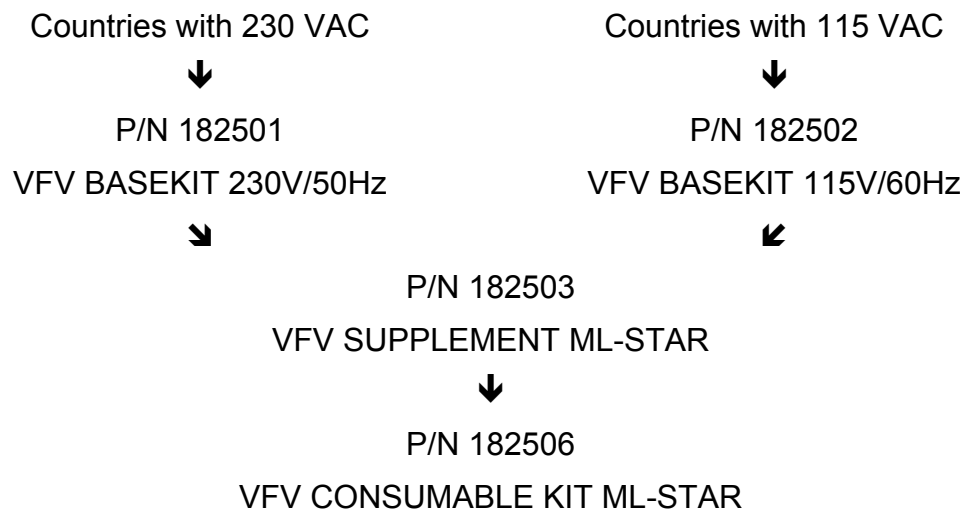 Countries with 230 VAC
Countries with 115 VAC
P/N 182501
P/N 182502
VFV BASEKIT 230V/50Hz
VFV BASEKIT 115V/60Hz
P/N 182503
VFV SUPPLEMENT ML-STAR
P/N 182506
VFV CONSUMABLE KIT ML-STAR